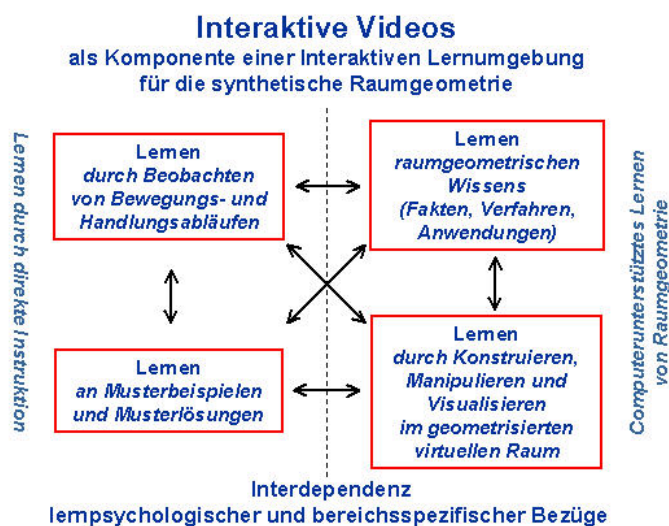 Interaktive Videos
als Komponente einer Interaktiven Lernumgebung
für die synthetische Raumgeometrie
Lernen durch direkte Instruktion
Lernen
durch Beobachten
von Bewegungs- und
Handlungsabläufen
Lernen
raumgeometrischen
Wissens
(Fakten, Verfahren,
Anwendungen)
Lernen
an Musterbeispielen
und Musterlösungen
Lernen
durch Konstruieren,
Manipulieren und
Visualisieren
im geometrisierten
virtuellen Raum
Computerunterstütztes Lernen
von Raumgeometrie
Interdependenz
lernpsychologischer und bereichsspezifischer Bezüge